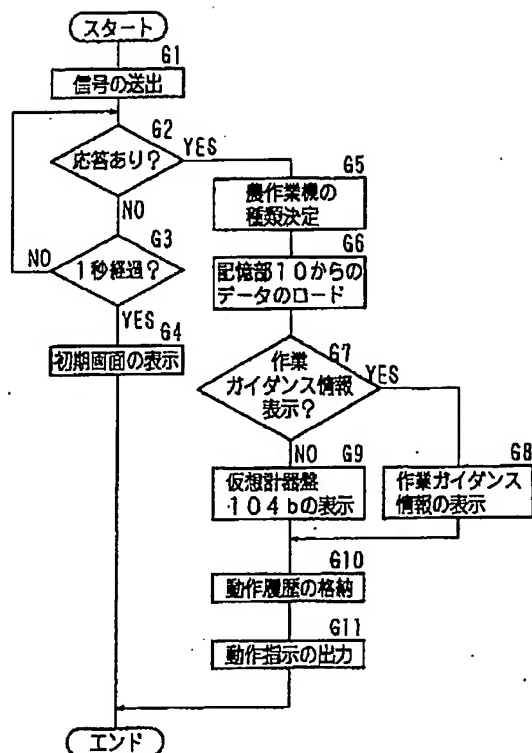 スタート
G1
信号の送出
G2
応答あり?
YES
NO
G3
1秒経過?
NO
YES
G4
初期画面の表示
G5
農作業機の
種類決定
G6
記憶部10からの
データのロード
G7
作業
ガイダンス情報
表示?
YES
NO
G9
仮想計器盤
104bの表示
G8
作業ガイダンス
情報の表示
G10
動作履歴の格納
G11
動作指示の出力
エンド